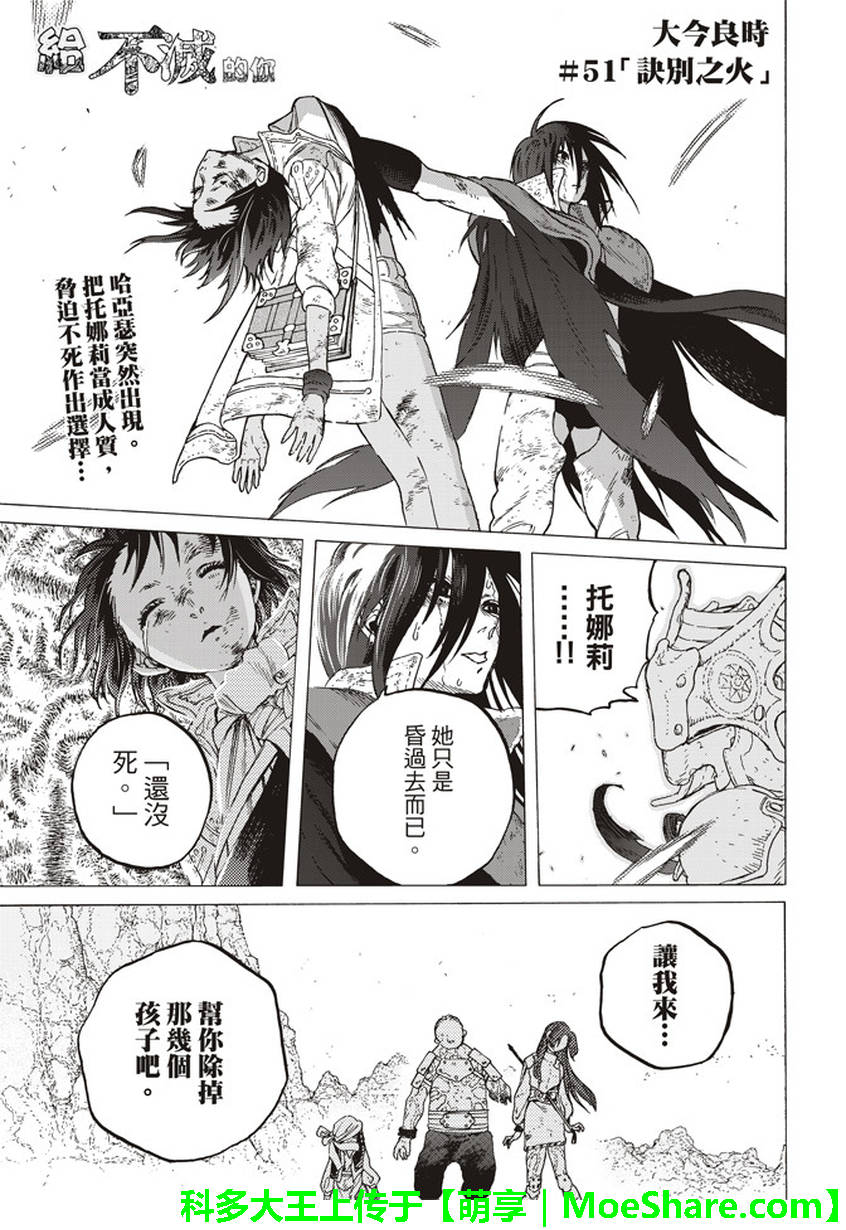 大今良時
#51「訣別之火」
給不滅的你
哈亞瑟突然出現。
把托娜莉當成人質，
脅迫不死作出選擇…
托娜莉
……!!
她只是
昏過去而已。
「還沒
死。」
讓我來…
幫你除掉
那幾個
孩子吧。
科多大王上传于【萌享|MoeShare.com】